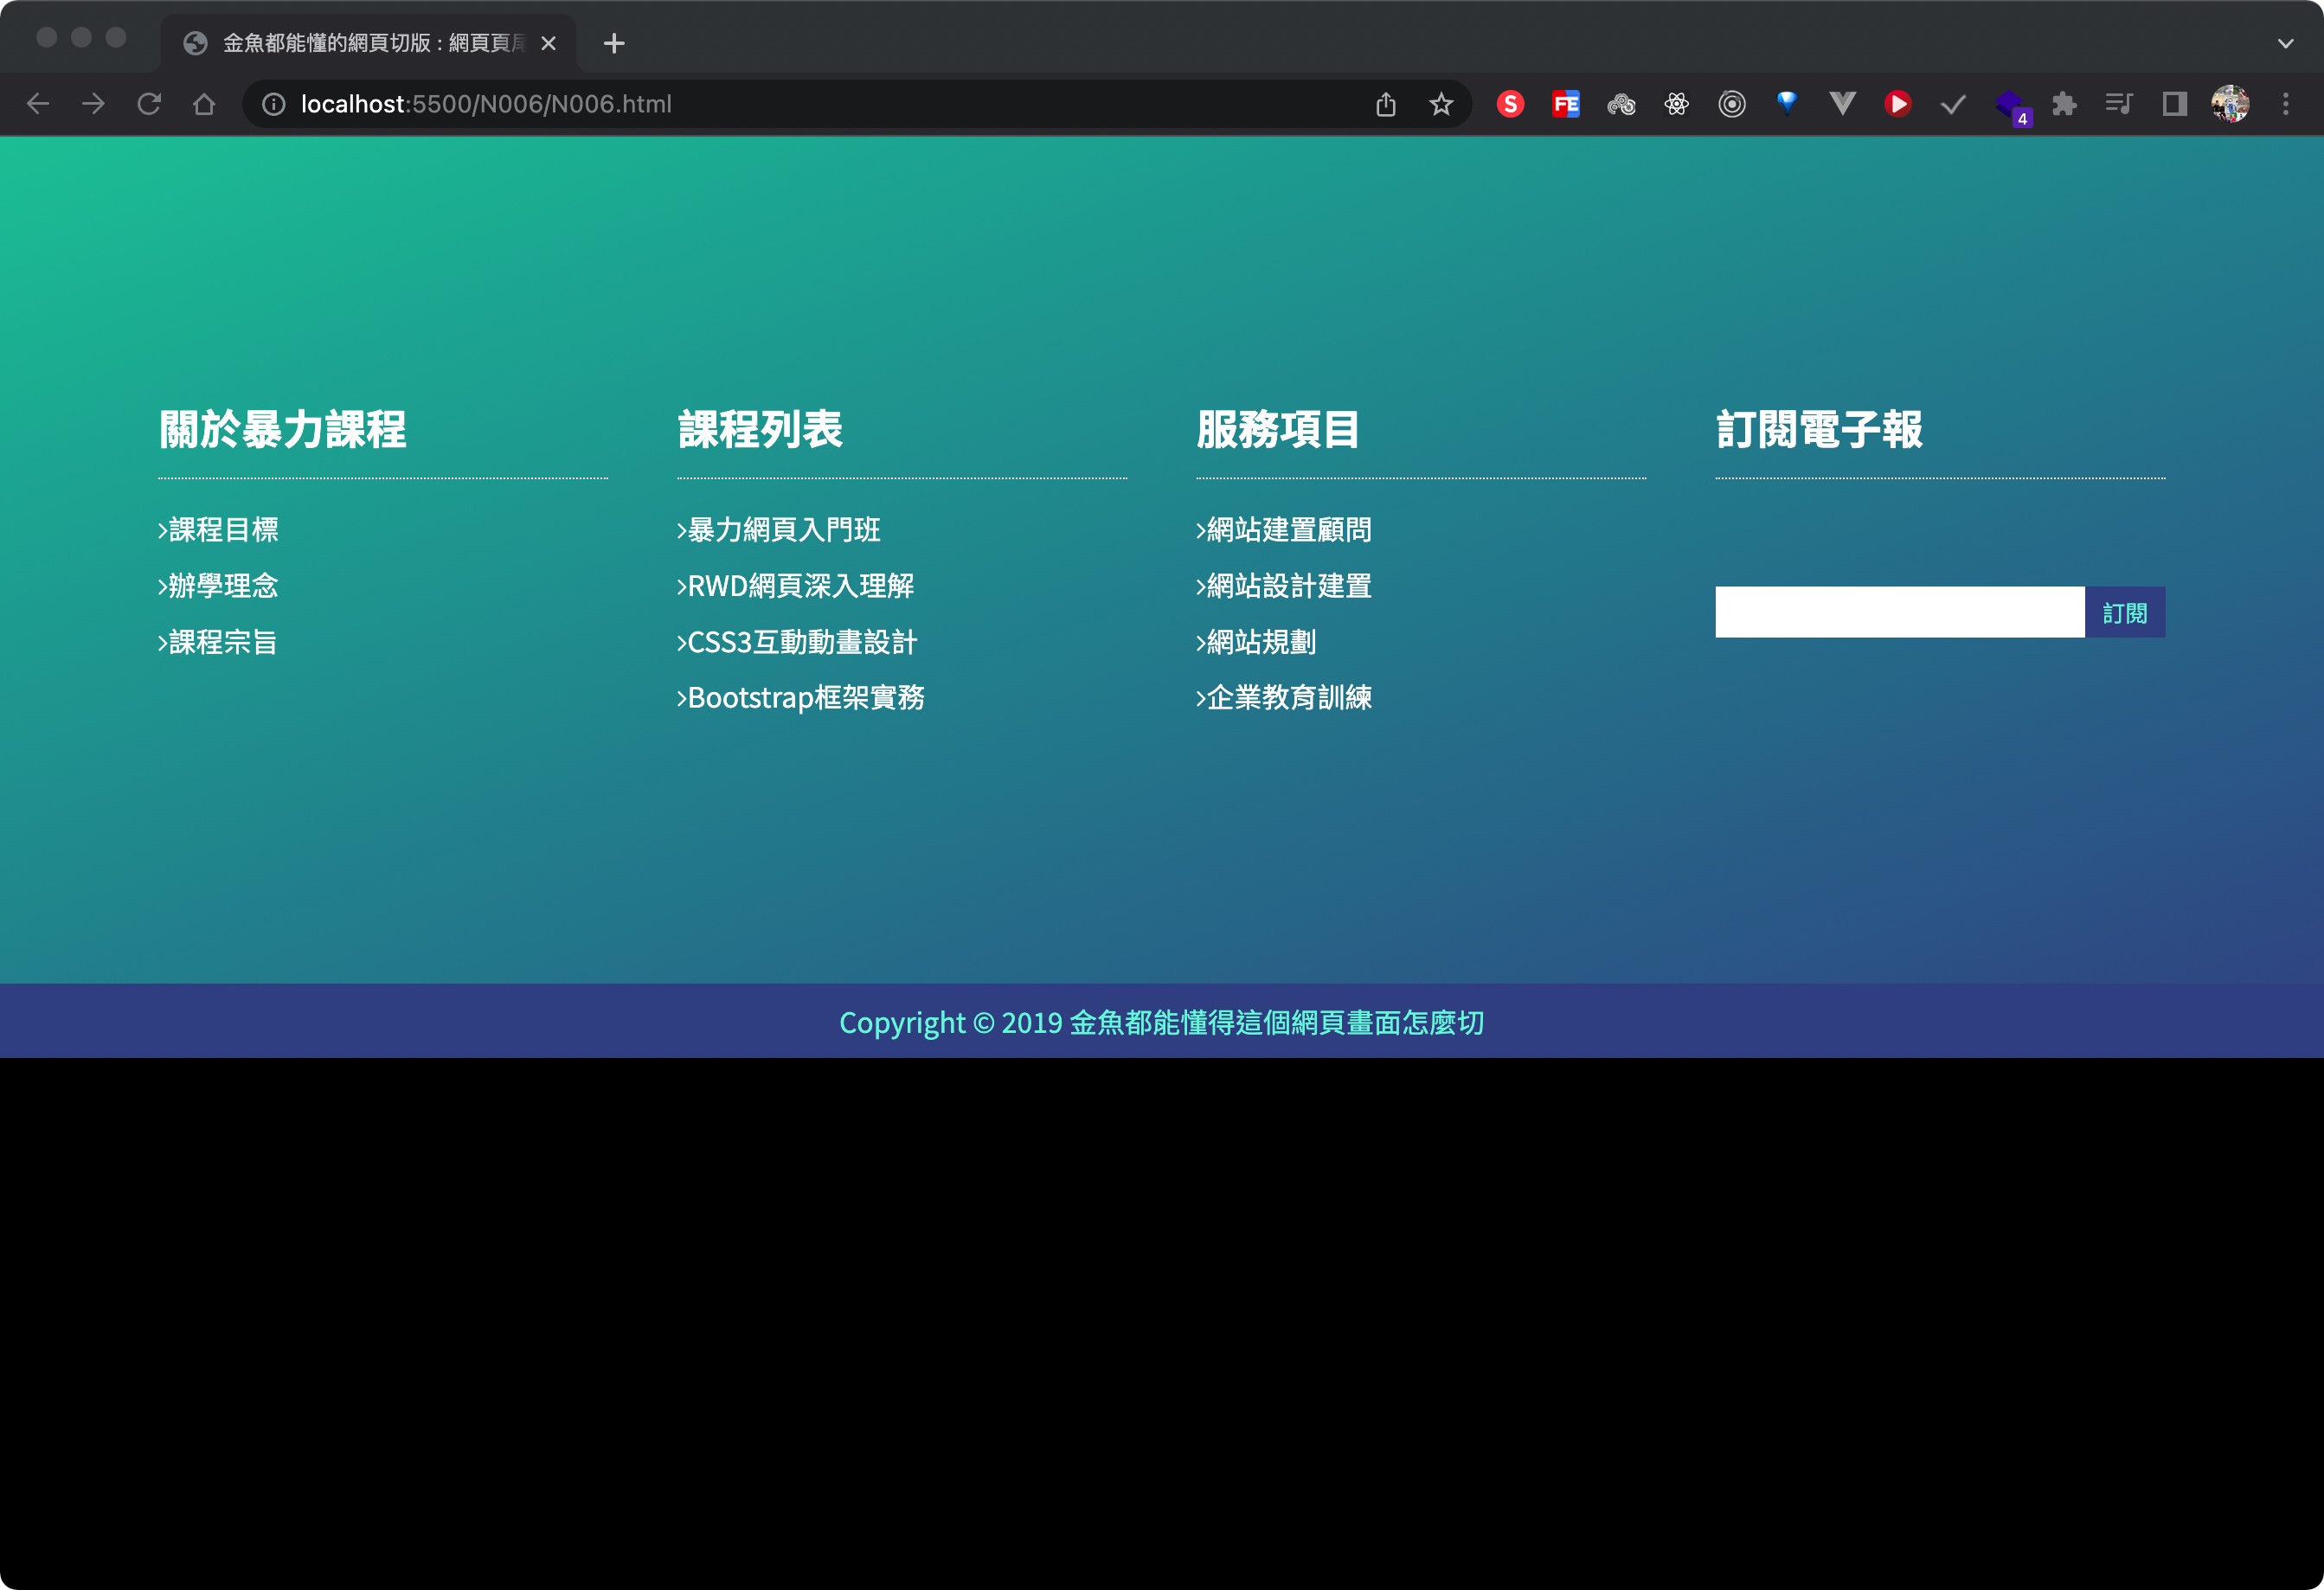 金魚都能懂的網頁切版：網頁頁
localhost:5500/N006/N006.html
S
FE
4
關於暴力課程
課程目標
辦學理念
課程宗旨
課程列表
暴力網頁入門班
RWD網頁深入理解
CSS3互動動畫設計
Bootstrap框架實務
服務項目
網站建置顧問
網站設計建置
網站規劃
企業教育訓練
訂閱電子報
訂閱
Copyright © 2019 金魚都能懂得這個網頁畫面怎麼切